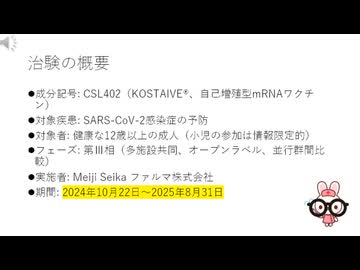 治験の概要
●成分記号: CSL402（KOSTAIVE®、自己増殖型mRNAワクチ
ン）
●対象疾患: SARS-CoV-2感染症の予防
●対象者: 健康な12歳以上の成人（小児の参加は情報限定的）
●フェーズ: 第Ⅲ相（多施設共同、オープンラベル、並行群間比
較）
●実施者: Meiji Seika ファルマ株式会社
●期間: 2024年10月22日～2025年8月31日